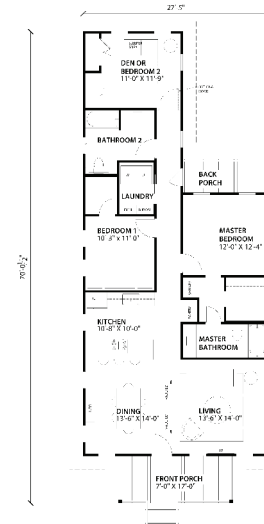 27'-5"
DEN OR
BEDROOM 2
11'-0" X 11'-9"
BATHROOM 2
BACK
PORCH
LAUNDRY
BEDROOM 1
10'-3" X 11'-0"
MASTER
BEDROOM
12'-0" X 12'-4"
70'-0 1/2"
KITCHEN
10'-8" X 10'-0"
MASTER
BATHROOM
DINING
13'-6" X 14'-0"
LIVING
13'-6" X 14'-0"
FRONT PORCH
7'-0" X 17'-0"